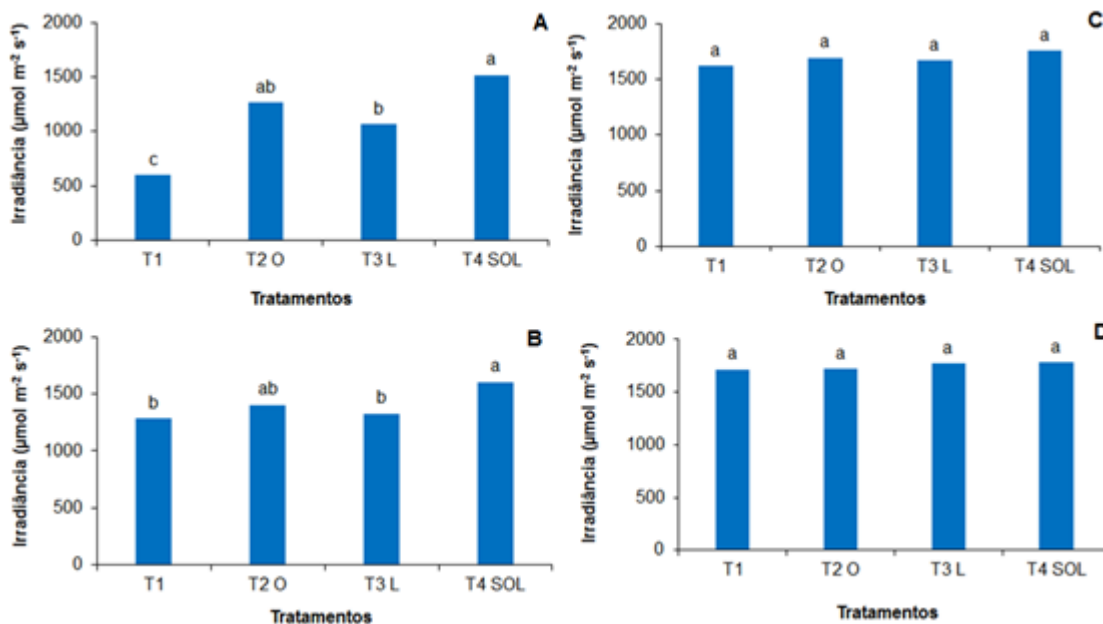 A
Irradiância (µmol m⁻² s⁻¹)
2000
1500
1000
500
0
c
ab
b
a
T1
T2 O
T3 L
T4 SOL
Tratamentos
C
Irradiância (µmol m⁻² s⁻¹)
2000
1500
1000
500
0
a
a
a
a
T1
T2 O
T3 L
T4 SOL
Tratamentos
B
Irradiância (µmol m⁻² s⁻¹)
2000
1500
1000
500
0
b
ab
b
a
T1
T2 O
T3 L
T4 SOL
Tratamentos
D
Irradiância (µmol m⁻² s⁻¹)
2000
1500
1000
500
0
a
a
a
a
T1
T2 O
T3 L
T4 SOL
Tratamentos